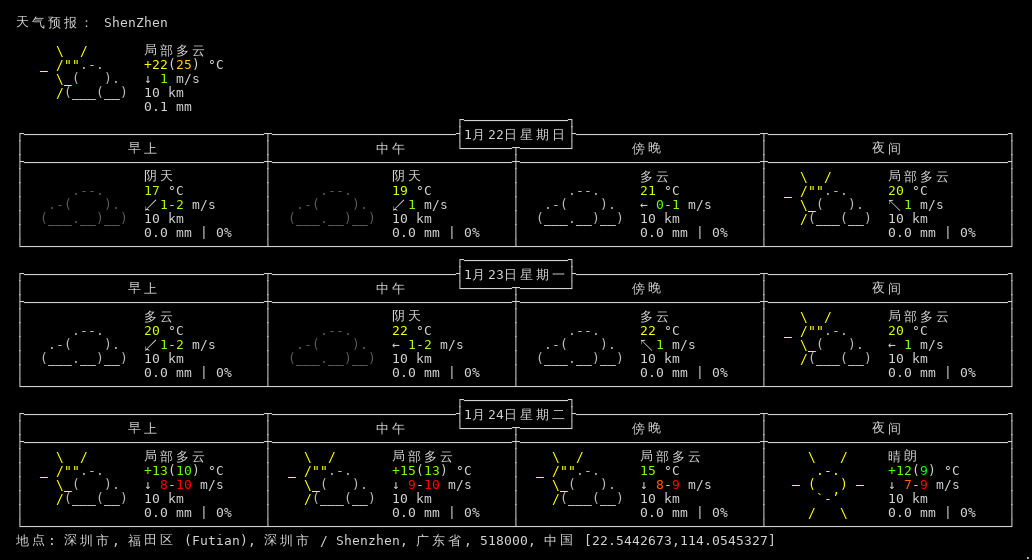 天气预报： ShenZhen
局部多云
+22(25) °C
↓ 1 m/s
10 km
0.1 mm
1月22日星期日
早上 中午 傍晚 夜间
阴天 阴天 多云 局部多云
17 °C 19 °C 21 °C 20 °C
↙ 1-2 m/s ↙ 1 m/s ← 0-1 m/s ↖ 1 m/s
10 km 10 km 10 km 10 km
0.0 mm | 0% 0.0 mm | 0% 0.0 mm | 0% 0.0 mm | 0%
1月23日星期一
早上 中午 傍晚 夜间
多云 阴天 多云 局部多云
20 °C 22 °C 22 °C 20 °C
↙ 1-2 m/s ← 1-2 m/s ↖ 1 m/s ← 1 m/s
10 km 10 km 10 km 10 km
0.0 mm | 0% 0.0 mm | 0% 0.0 mm | 0% 0.0 mm | 0%
1月24日星期二
早上 中午 傍晚 夜间
局部多云 局部多云 局部多云 晴朗
+13(10) °C +15(13) °C 15 °C +12(9) °C
↓ 8-10 m/s ↓ 9-10 m/s ↓ 8-9 m/s ↓ 7-9 m/s
10 km 10 km 10 km 10 km
0.0 mm | 0% 0.0 mm | 0% 0.0 mm | 0% 0.0 mm | 0%
地点: 深圳市, 福田区 (Futian), 深圳市 / Shenzhen, 广东省, 518000, 中国 [22.5442673,114.0545327]